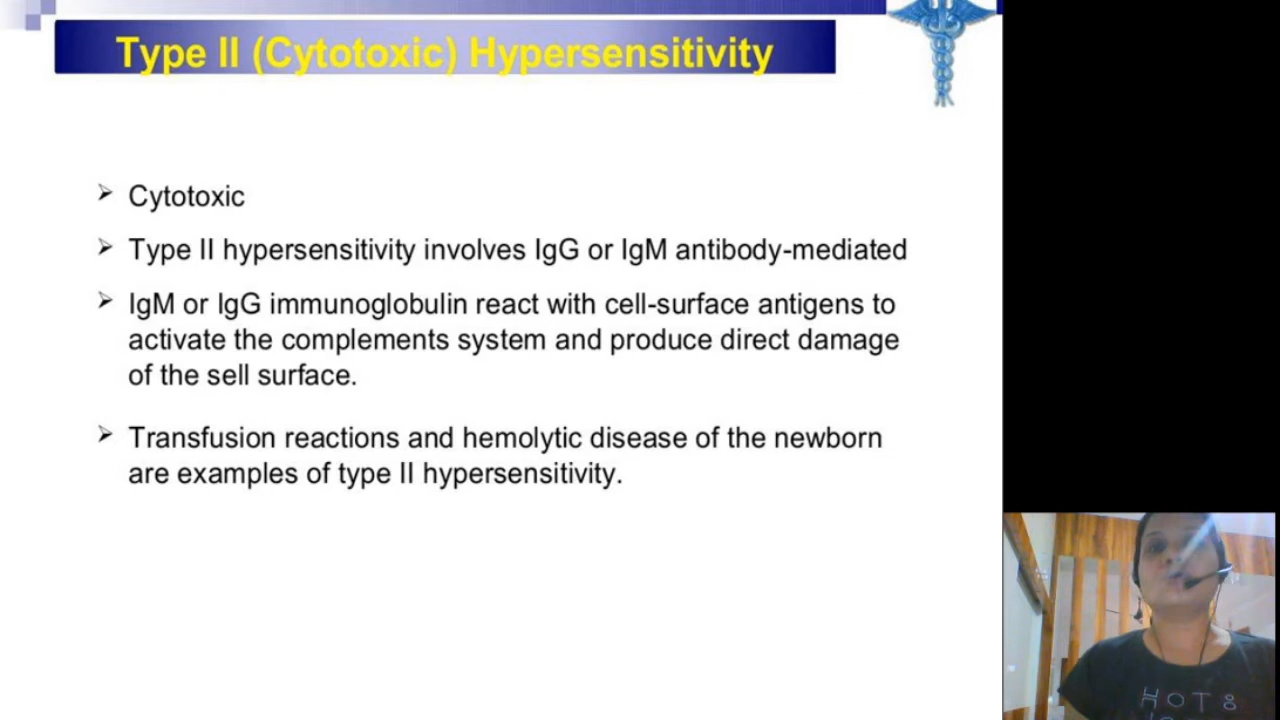 Type II (Cytotoxic) Hypersensitivity
Cytotoxic
Type II hypersensitivity involves IgG or IgM antibody-mediated
IgM or IgG immunoglobulin react with cell-surface antigens to
activate the complements system and produce direct damage
of the sell surface.
Transfusion reactions and hemolytic disease of the newborn
are examples of type II hypersensitivity.
HOT8